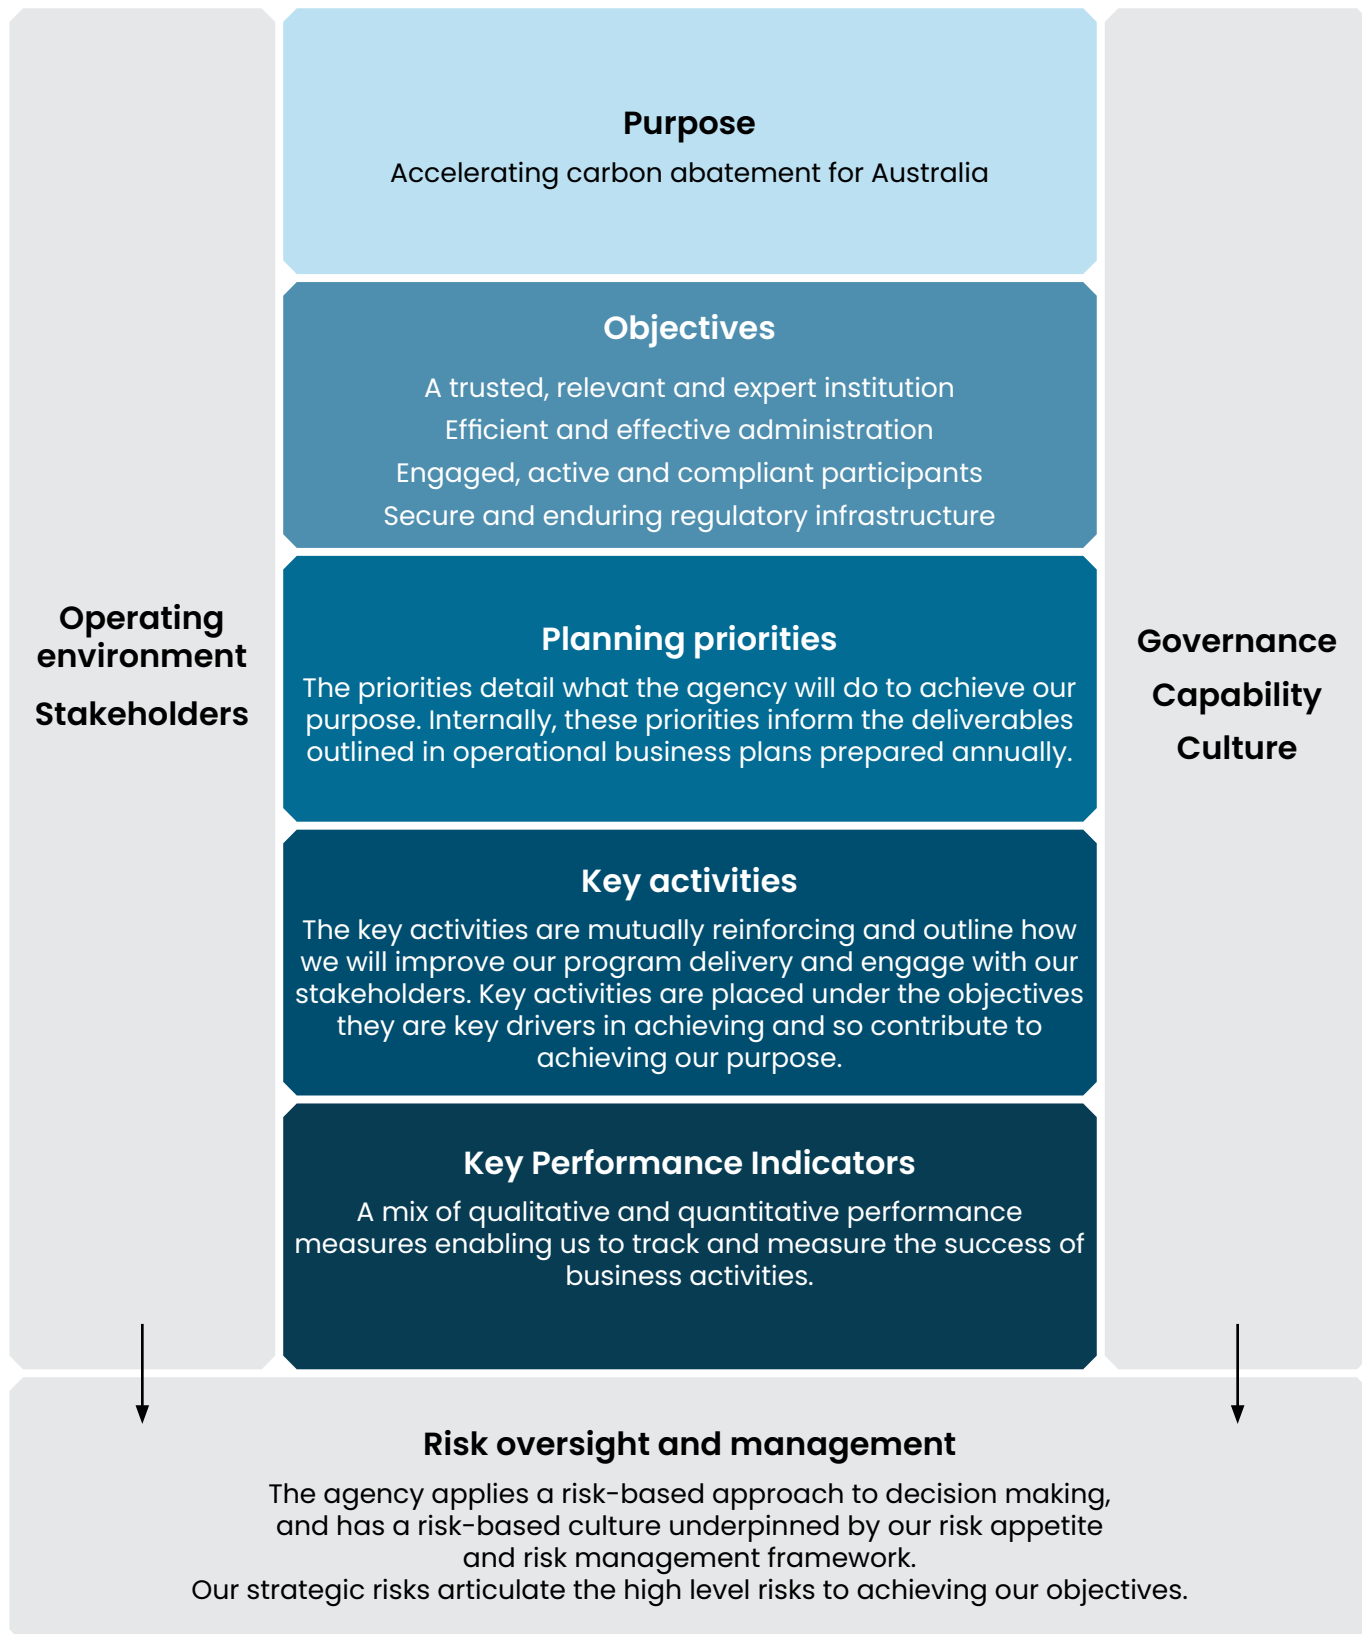 Purpose
Accelerating carbon abatement for Australia
Objectives
A trusted, relevant and expert institution
Efficient and effective administration
Engaged, active and compliant participants
Secure and enduring regulatory infrastructure
Operating
environment
Stakeholders
Planning priorities
The priorities detail what the agency will do to achieve our
purpose. Internally, these priorities inform the deliverables
outlined in operational business plans prepared annually.
Governance
Capability
Culture
Key activities
The key activities are mutually reinforcing and outline how
we will improve our program delivery and engage with our
stakeholders. Key activities are placed under the objectives
they are key drivers in achieving and so contribute to
achieving our purpose.
Key Performance Indicators
A mix of qualitative and quantitative performance
measures enabling us to track and measure the success of
business activities.
Risk oversight and management
The agency applies a risk-based approach to decision making,
and has a risk-based culture underpinned by our risk appetite
and risk management framework.
Our strategic risks articulate the high level risks to achieving our objectives.